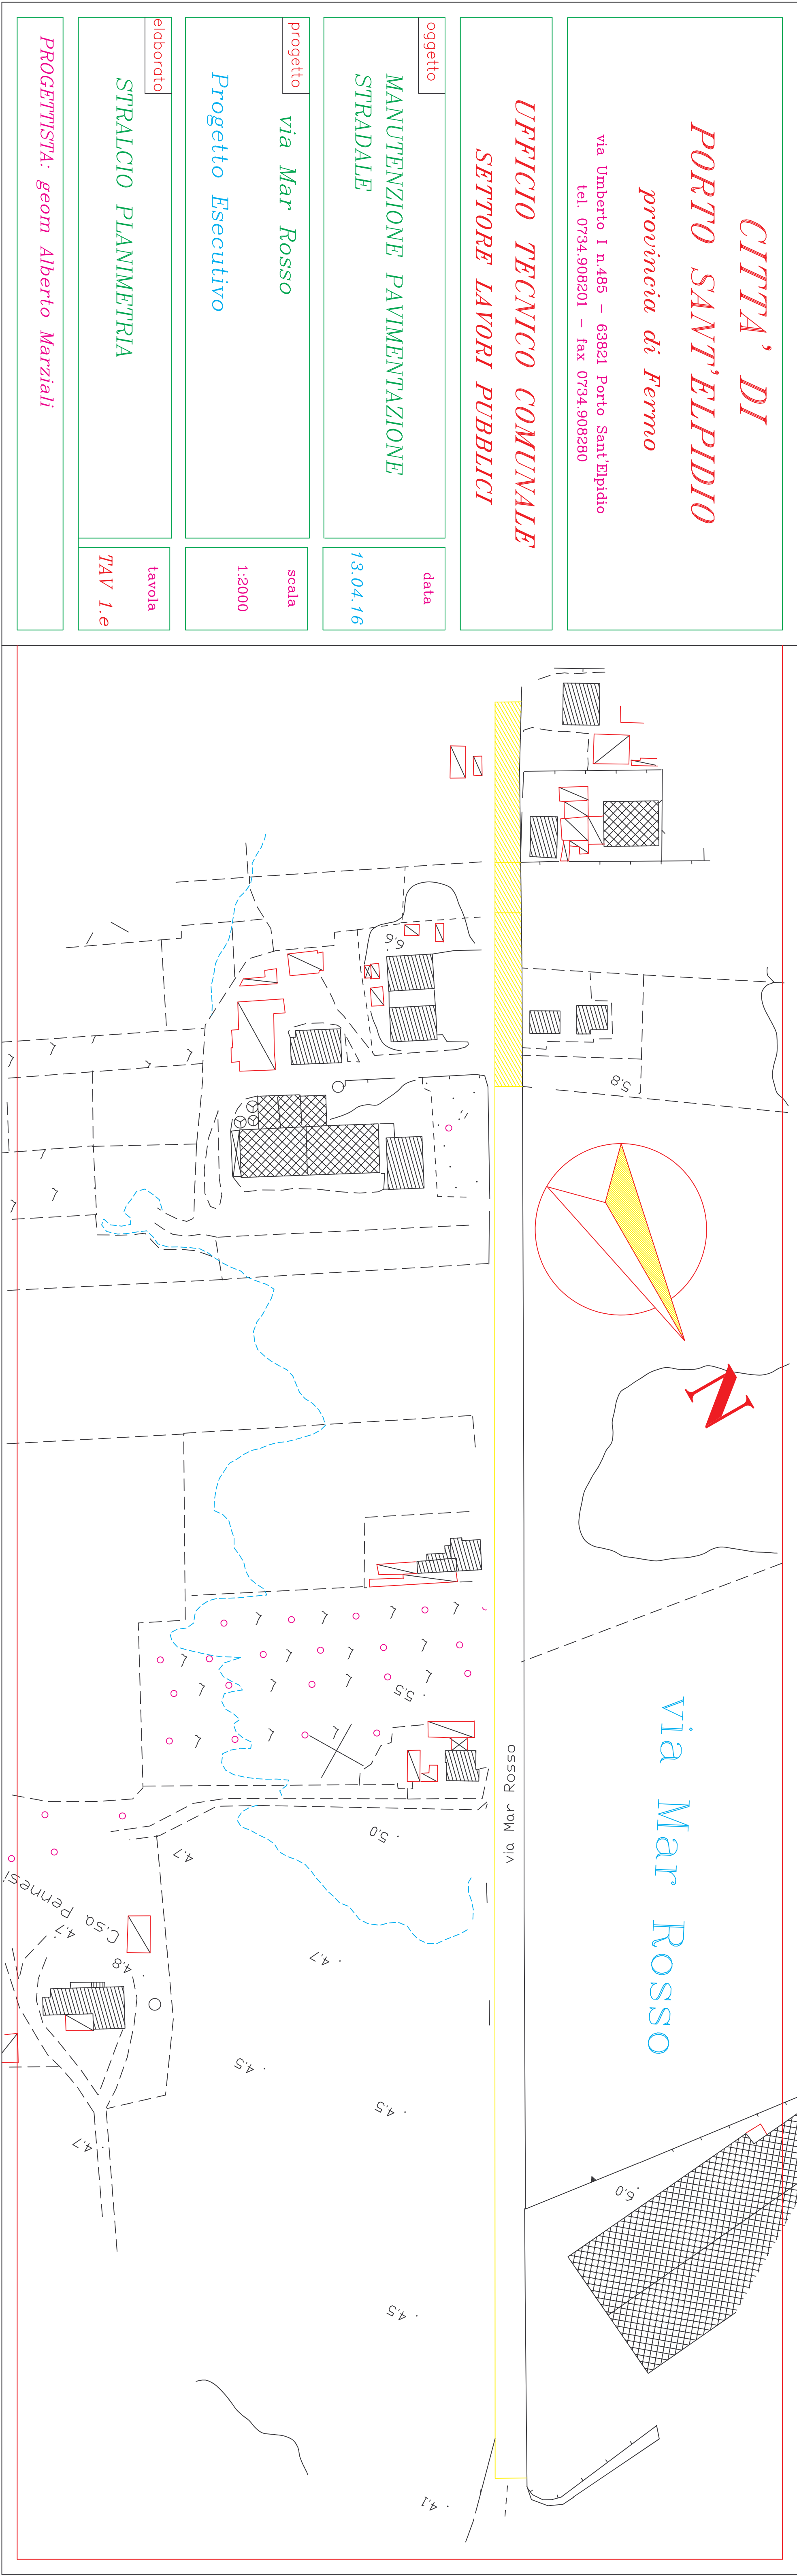 CITTA' DI
PORTO SANT'ELPIDIO
provincia di Fermo
via Umberto I n.485 – 63821 Porto Sant'Elpidio
tel. 0734.908201 – fax 0734.908280
UFFICIO TECNICO COMUNALE
SETTORE LAVORI PUBBLICI
oggetto
MANUTENZIONE PAVIMENTAZIONE
STRADALE
data
13.04.16
progetto
via Mar Rosso
Progetto Esecutivo
scala
1:2000
elaborato
STRALCIO PLANIMETRIA
tavola
TAV 1.e
PROGETTISTA: geom Alberto Marziali
6.6
5.8
N
5.5
via Mar Rosso
via Mar Rosso
5.0
4.7
C.sa Pennesi
4.7
4.8
4.7
4.5
4.5
4.7
6.0
4.5
4.1